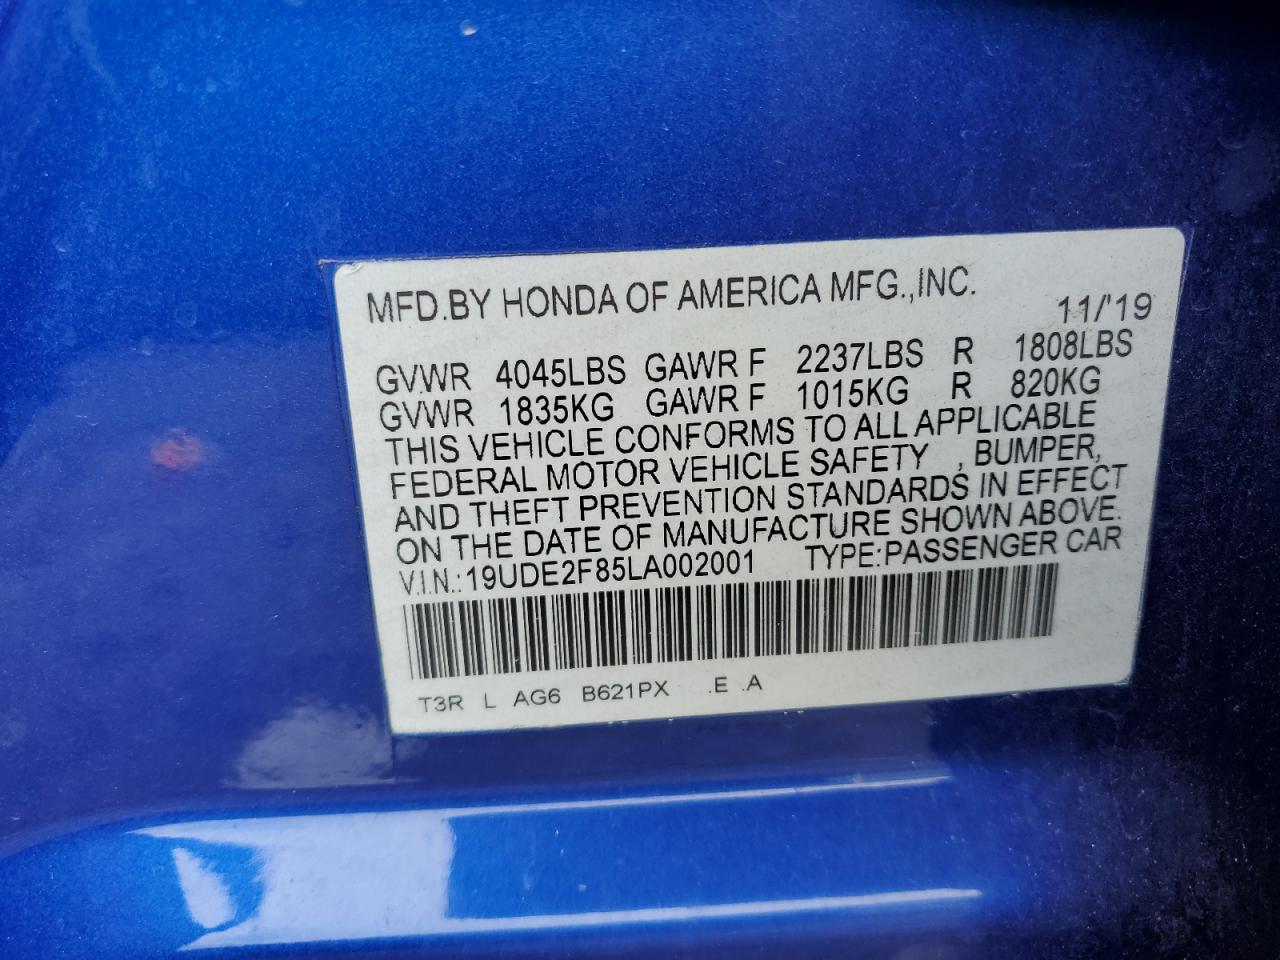 MFD.BY HONDA OF AMERICA MFG.,INC.
11/'19
GVWR 4045LBS GAWR F 2237LBS R 1808LBS
GVWR 1835KG GAWR F 1015KG R 820KG
THIS VEHICLE CONFORMS TO ALL APPLICABLE
FEDERAL MOTOR VEHICLE SAFETY , BUMPER,
AND THEFT PREVENTION STANDARDS IN EFFECT
ON THE DATE OF MANUFACTURE SHOWN ABOVE.
V.I.N.:19UDE2F85LA002001 TYPE:PASSENGER CAR
T3R L AG6 B621PX .E .A